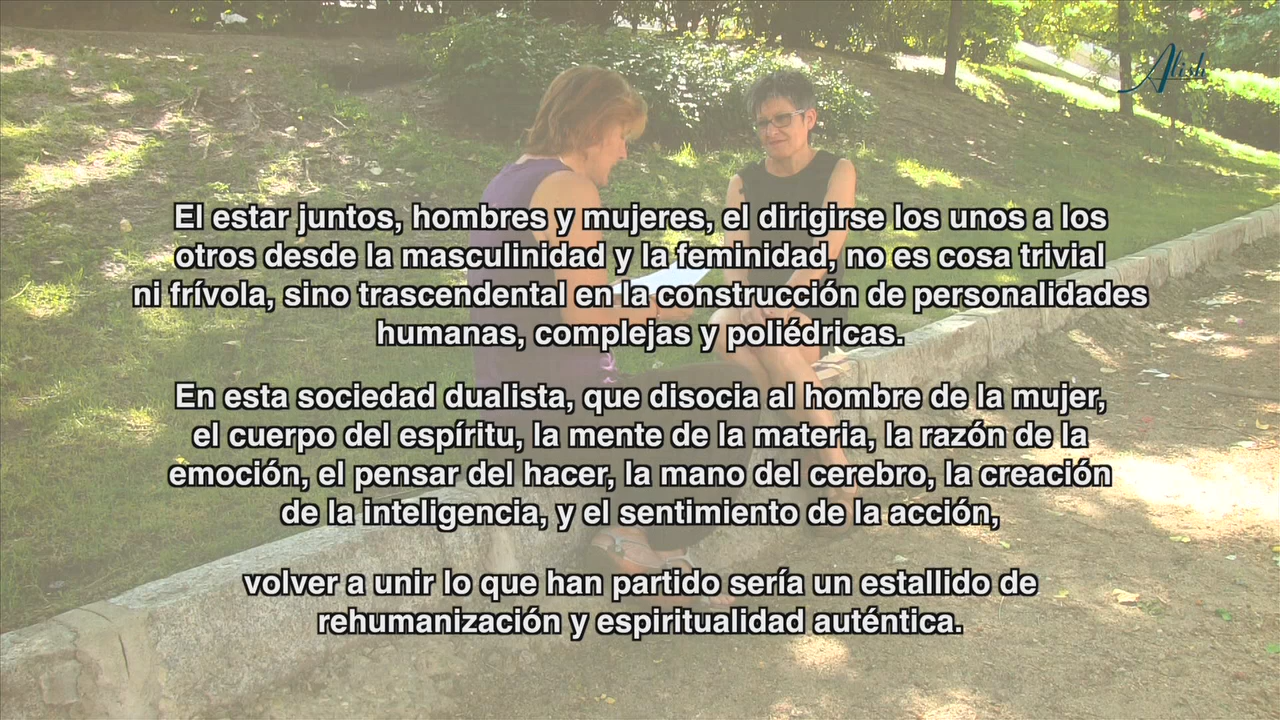 Alish
El estar juntos, hombres y mujeres, el dirigirse los unos a los
otros desde la masculinidad y la feminidad, no es cosa trivial
ni frívola, sino trascendental en la construcción de personalidades
humanas, complejas y poliédricas.
En esta sociedad dualista, que disocia al hombre de la mujer,
el cuerpo del espíritu, la mente de la materia, la razón de la
emoción, el pensar del hacer, la mano del cerebro, la creación
de la inteligencia, y el sentimiento de la acción,
volver a unir lo que han partido sería un estallido de
rehumanización y espiritualidad auténtica.